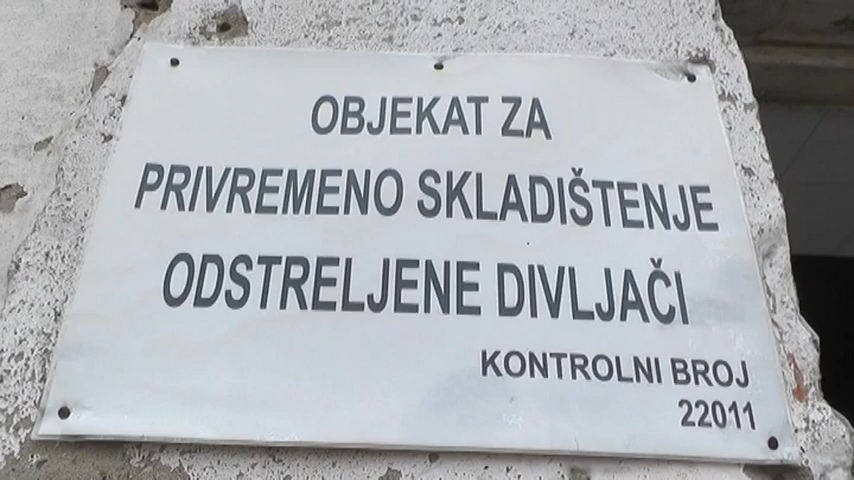 OBJEKAT ZA
PRIVREMENO SKLADIŠTENJE
ODSTRELJENE DIVLJAČI
KONTROLNI BROJ
22011